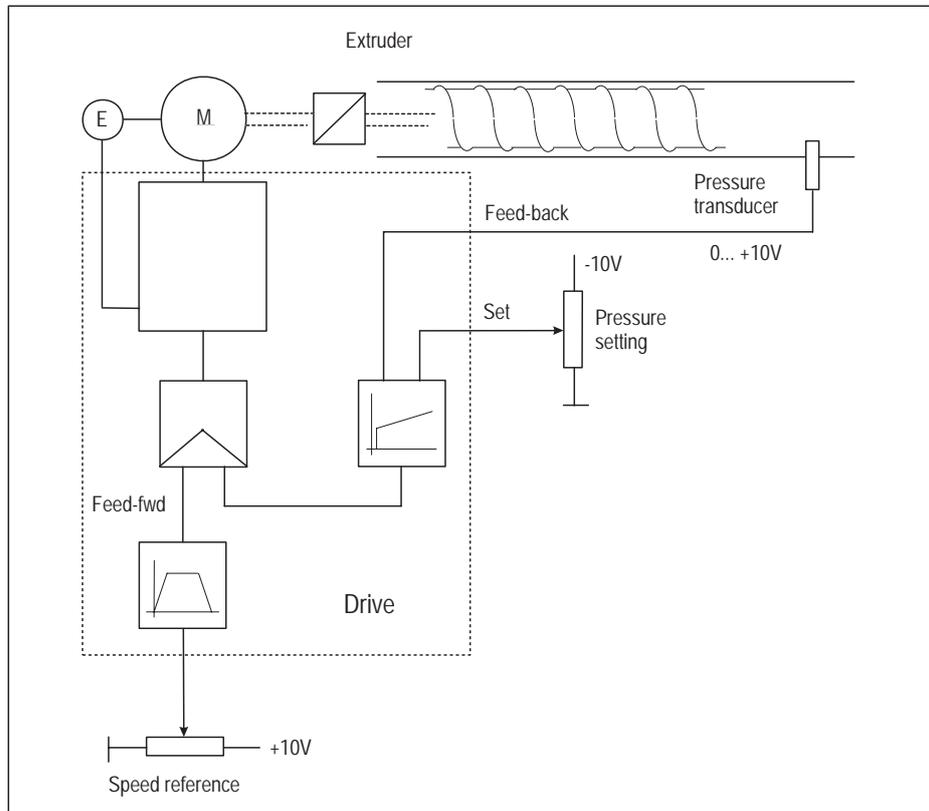 Extruder
E
M
Pressure
transducer
Feed-back
0... +10V
-10V
Set
Pressure
setting
Feed-fwd
Drive
+10V
Speed reference